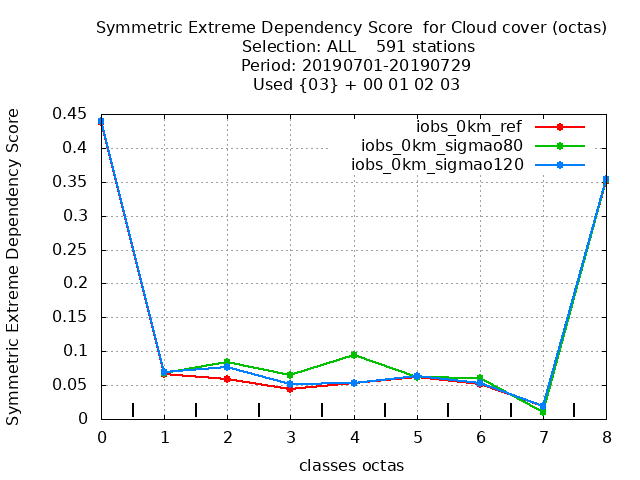 Symmetric Extreme Dependency Score  for Cloud cover (octas)
Selection: ALL    591 stations
Period: 20190701-20190729
Used {03} + 00 01 02 03
Symmetric Extreme Dependency Score
0.45
0.4
0.35
0.3
0.25
0.2
0.15
0.1
0.05
0
iobs_0km_ref
iobs_0km_sigmao80
iobs_0km_sigmao120
0 1 2 3 4 5 6 7 8
classes octas